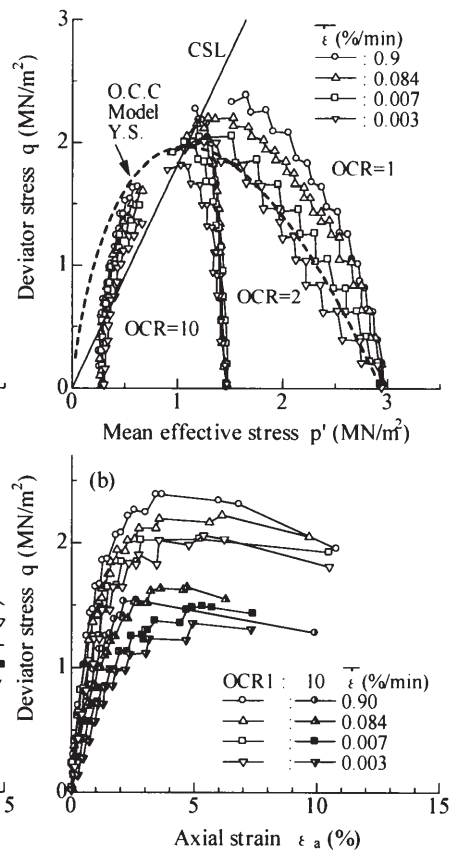 CSL
ε̄ (%/min)
: 0.9
: 0.084
: 0.007
: 0.003
O.C.C
Model
Y.S.
OCR=1
OCR=2
OCR=10
3
2
1
0
Deviator stress q (MN/m²)
0 1 2 3
Mean effective stress p' (MN/m²)
(b)
2
1
0
Deviator stress q (MN/m²)
OCR1 : 10 ε̄ (%/min)
: 0.90
: 0.084
: 0.007
: 0.003
5
0 5 10 15
Axial strain ε a (%)